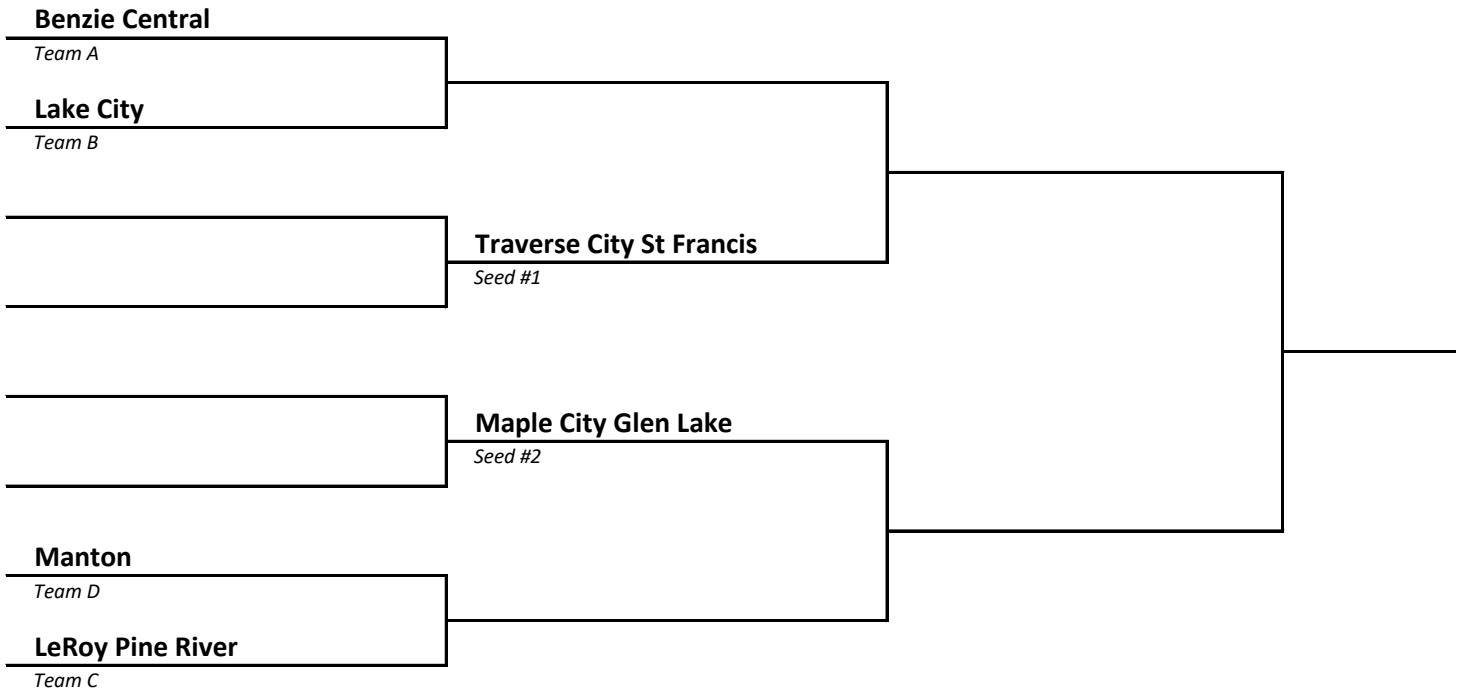 Benzie Central
Team A
Lake City
Team B
Traverse City St Francis
Seed #1
Maple City Glen Lake
Seed #2
Manton
Team D
LeRoy Pine River
Team C